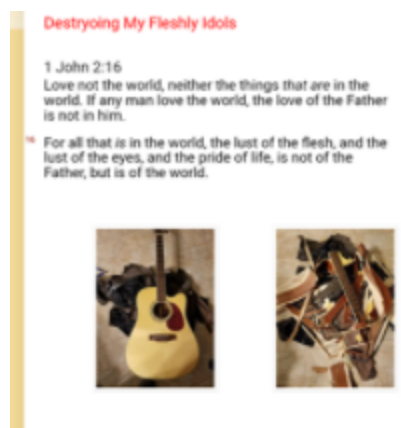 Destryoing My Fleshly Idols
1 John 2:16
Love not the world, neither the things that are in the
world. If any man love the world, the love of the Father
is not in him.
16 For all that is in the world, the lust of the flesh, and the
lust of the eyes, and the pride of life, is not of the
Father, but is of the world.